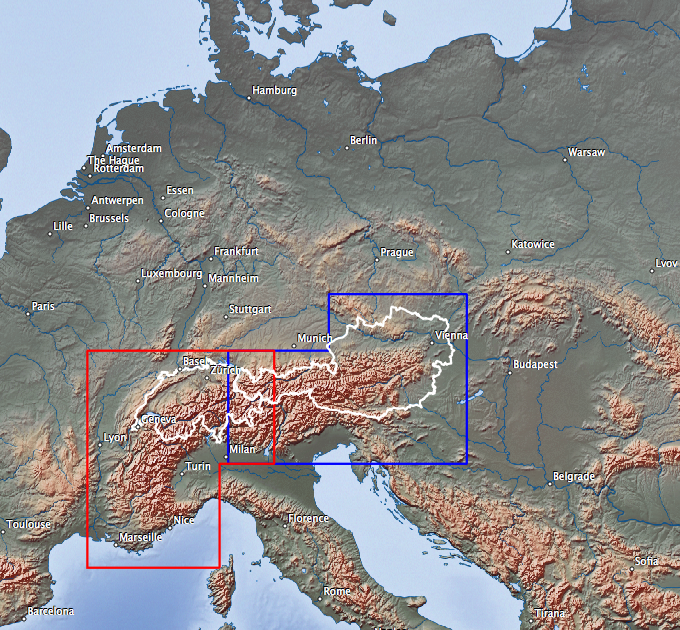 Hamburg
Berlin
Amsterdam
The Hague
Rotterdam
Warsaw
Essen
Antwerpen
Cologne
Brussels
Lille
Katowice
Frankfurt
Prague
Lvov
Luxembourg
Mannheim
Paris
Stuttgart
Munich
Vienna
Basel
Zürich
Budapest
Geneva
Lyon
Milan
Turin
Belgrade
Nice
Florence
Toulouse
Marseille
Sofia
Rome
Barcelona
Tirana